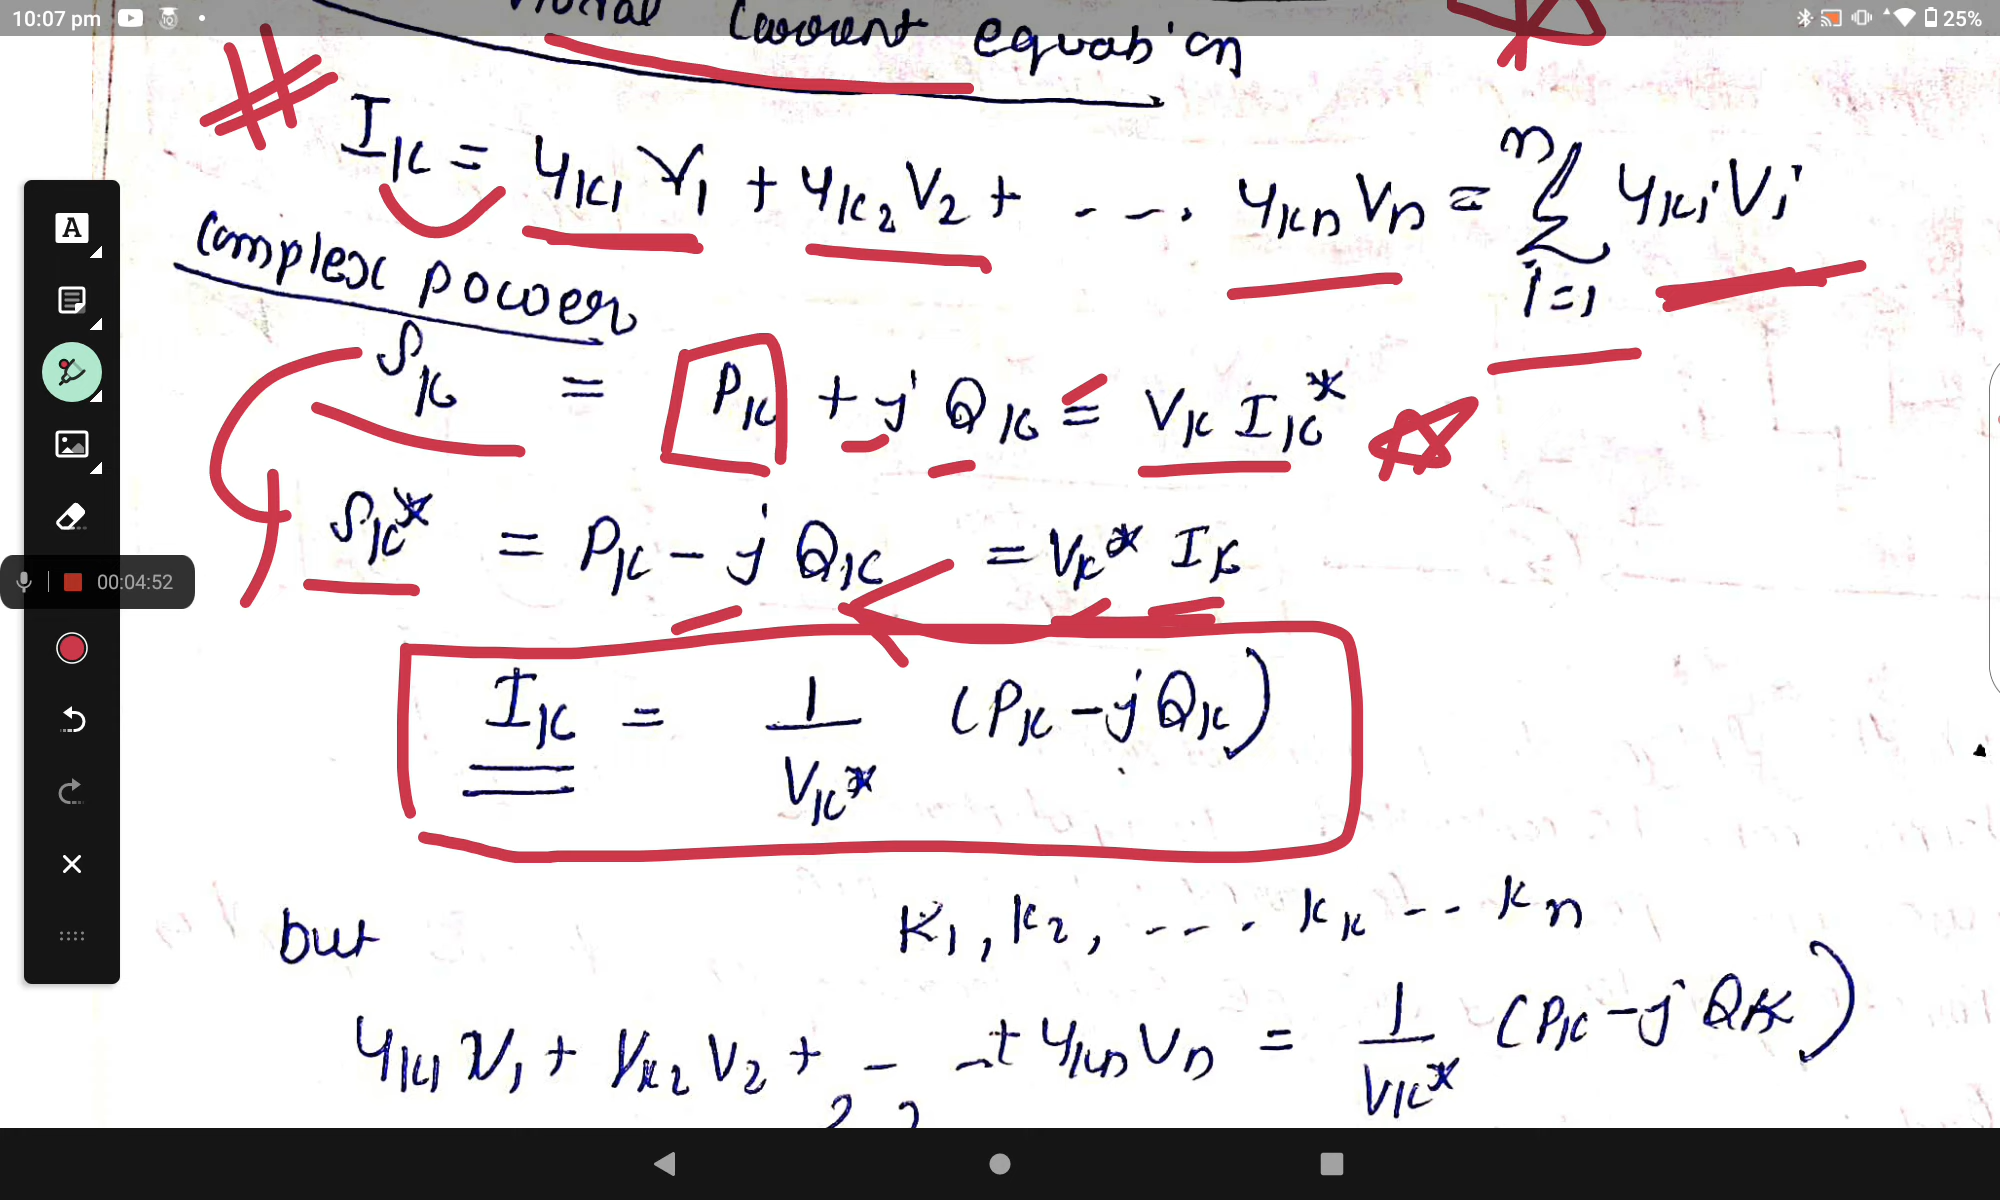 10:07 pm 25%
Current equation
I_K = Y_K1 V_1 + Y_K2 V_2 + - - - . Y_Kn V_n = Σ_{i=1}^{n} Y_Ki V_i
Complex power
S_K = P_K + j Q_K = V_K I_K*
S_K* = P_K - j Q_K = V_K* I_K
00:04:52
I_K = 1/V_K* (P_K - j Q_K)
but K_1, K_2, - - - . K_K - - K_n
Y_K1 V_1 + Y_K2 V_2 + - - + Y_Kn V_n = 1/V_K* (P_K - j Q_K)